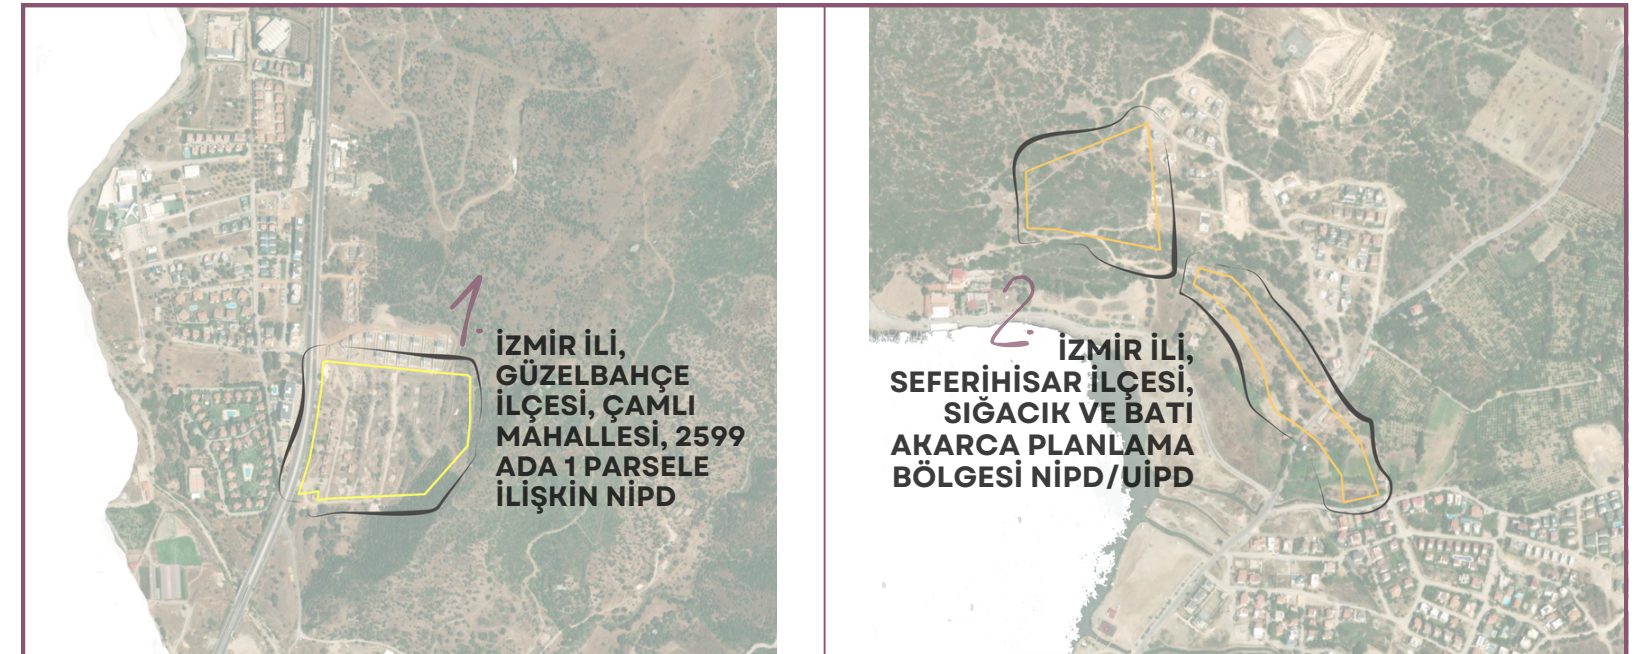 1.
İZMİR İLİ,
GÜZELBAHÇE
İLÇESİ, ÇAMLI
MAHALLESİ, 2599
ADA 1 PARSELE
İLİŞKİN NİPD
2.
İZMİR İLİ,
SEFERİHİSAR İLÇESİ,
SIĞACIK VE BATI
AKARCA PLANLAMA
BÖLGESİ NİPD/UİPD